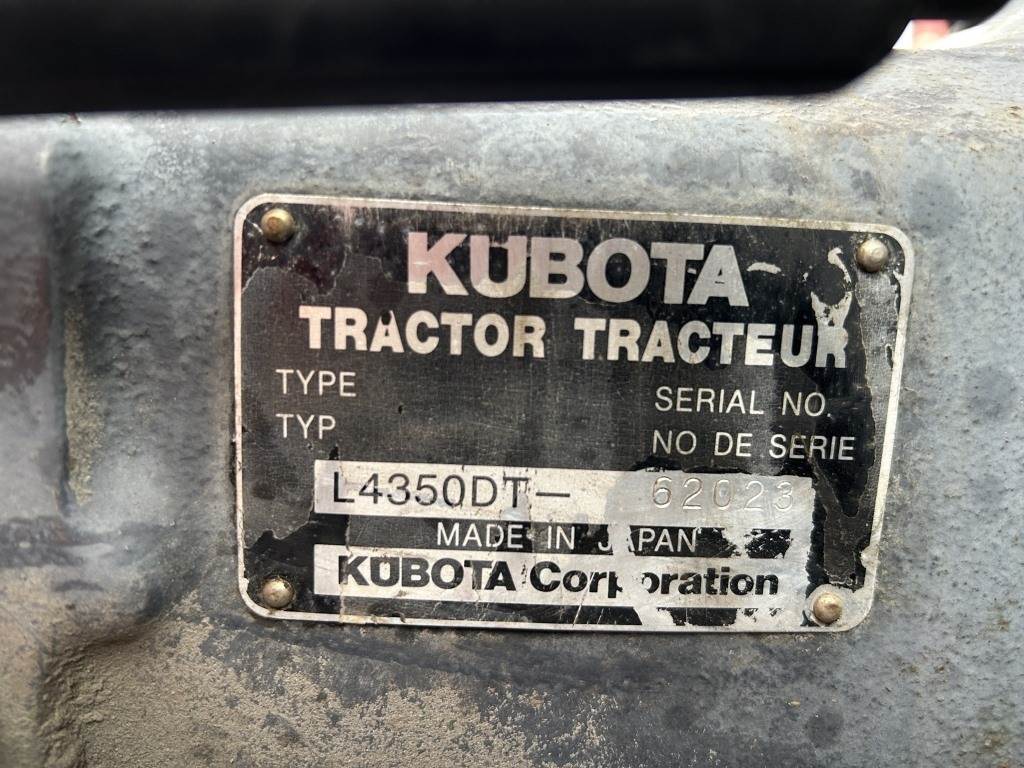 KUBOTA
TRACTOR TRACTEUR
TYPE
TYP
SERIAL NO.
NO DE SERIE
L4350DT- 62023
MADE IN JAPAN
KUBOTA Corporation